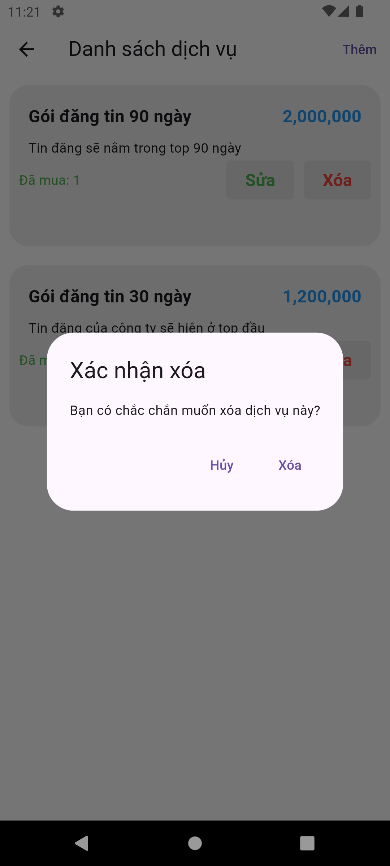 11:21
Danh sách dịch vụ
Thêm
Gói đăng tin 90 ngày
2,000,000
Tin đăng sẽ nằm trong top 90 ngày
Đã mua: 1
Sửa
Xóa
Gói đăng tin 30 ngày
1,200,000
Tin đăng của công ty sẽ hiện ở top đầu
Đã
Xác nhận xóa
Bạn có chắc chắn muốn xóa dịch vụ này?
Hủy
Xóa